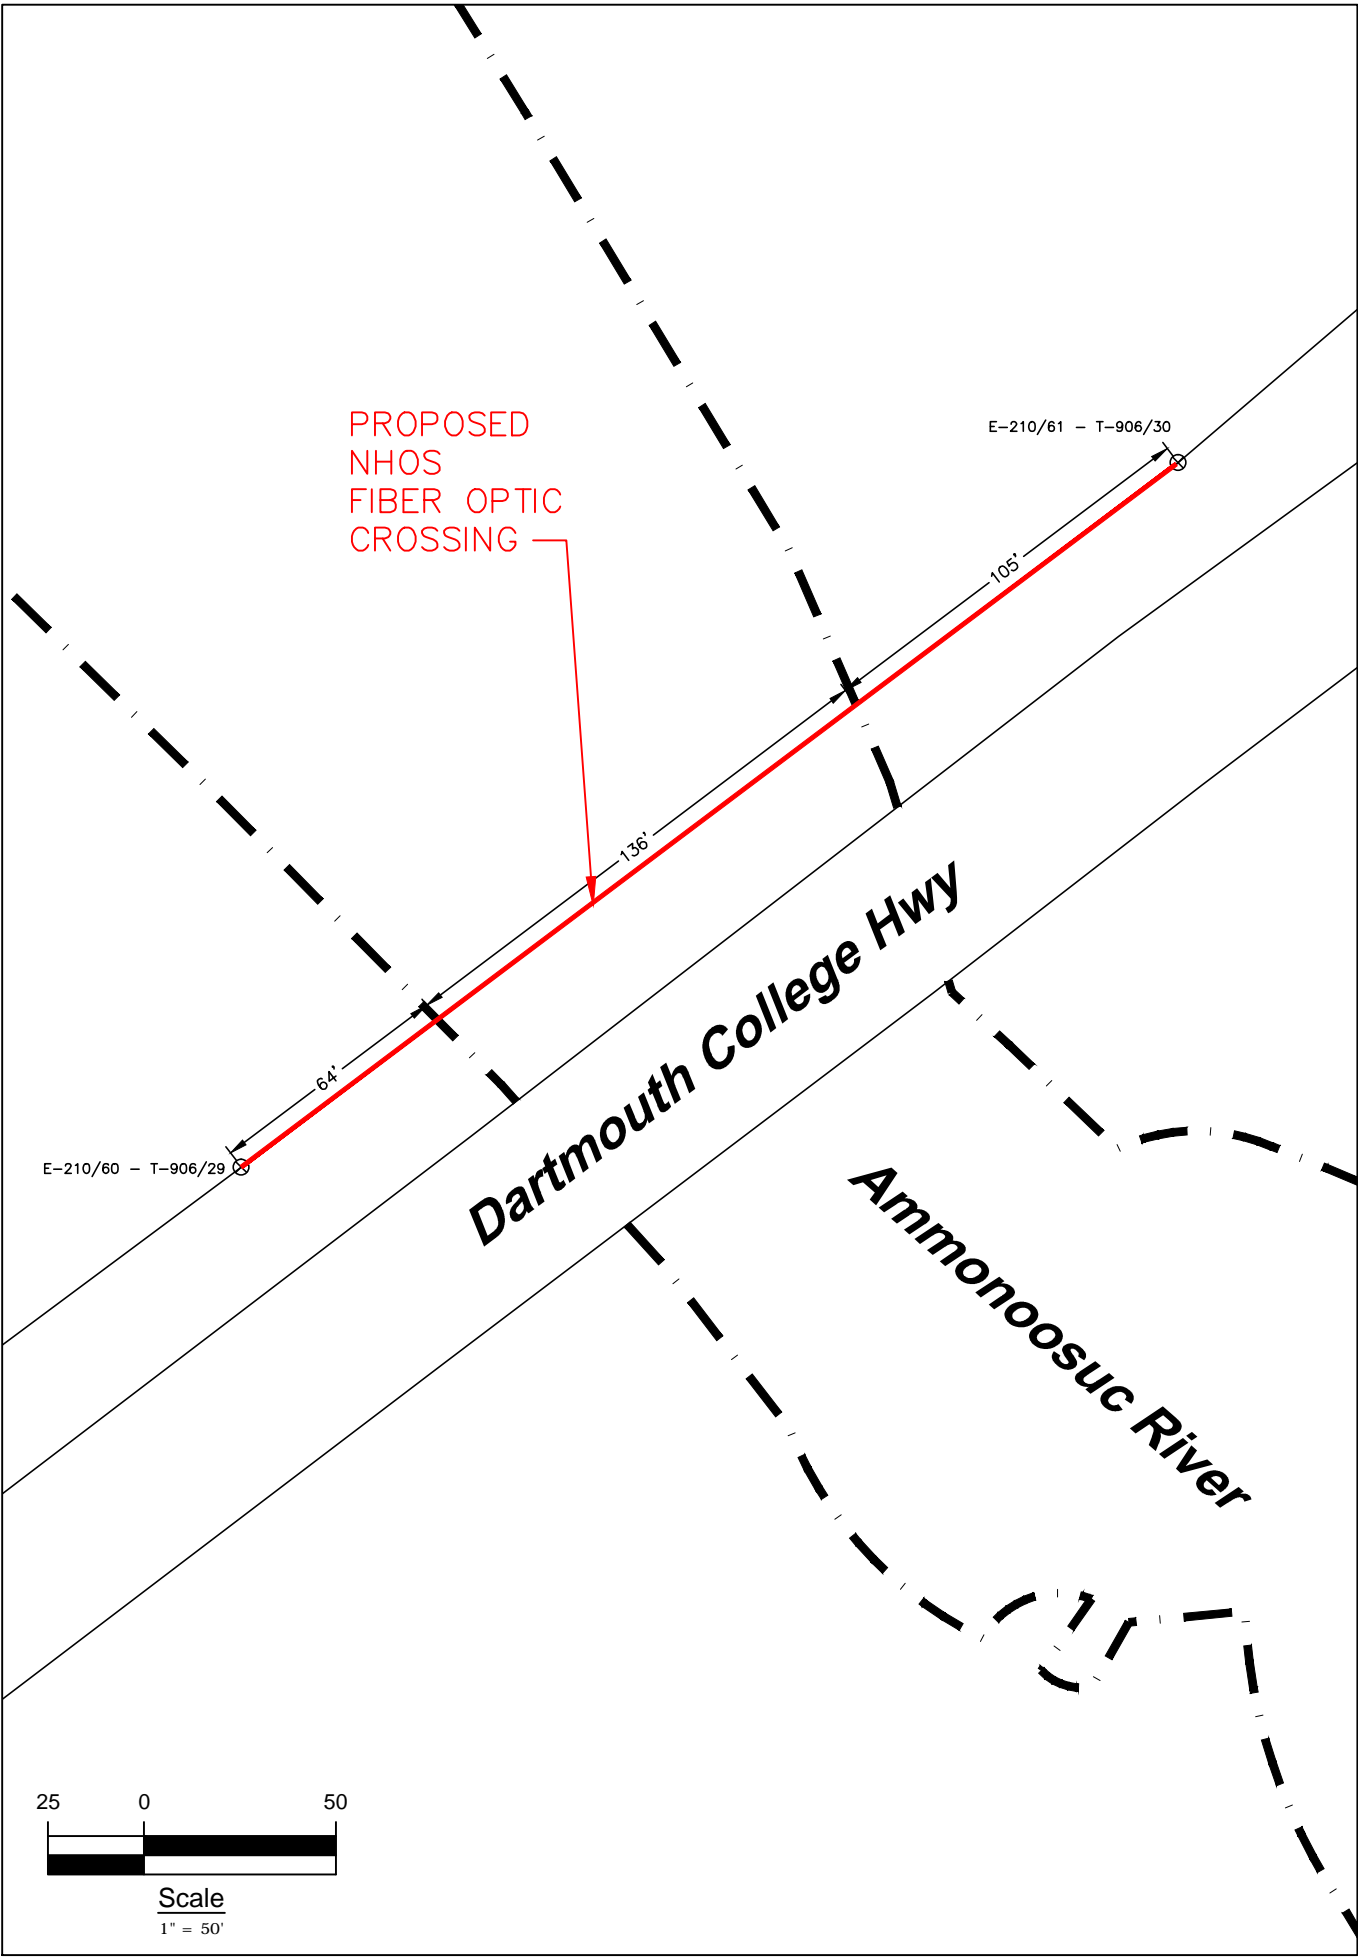 PROPOSED
NHOS
FIBER OPTIC
CROSSING
E-210/61 - T-906/30
105'
136'
64'
E-210/60 - T-906/29
Dartmouth College Hwy
Ammonoosuc River
25 0 50
Scale
1" = 50'